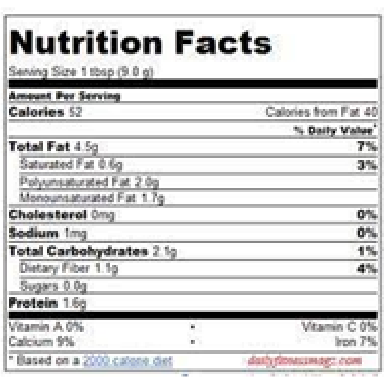 Nutrition Facts
Serving Size 1 tbsp (9.0 g)
Amount Per Serving
Calories 52 Calories from Fat 40
% Daily Value*
Total Fat 4.5g 7%
Saturated Fat 0.6g 3%
Polyunsaturated Fat 2.0g
Monounsaturated Fat 1.7g
Cholesterol 0mg 0%
Sodium 1mg 0%
Total Carbohydrates 2.1g 1%
Dietary Fiber 1.1g 4%
Sugars 0.0g
Protein 1.6g
Vitamin A 0% • Vitamin C 0%
Calcium 9% • Iron 7%
* Based on a 2000 calorie diet dailyfitnessmagz.com